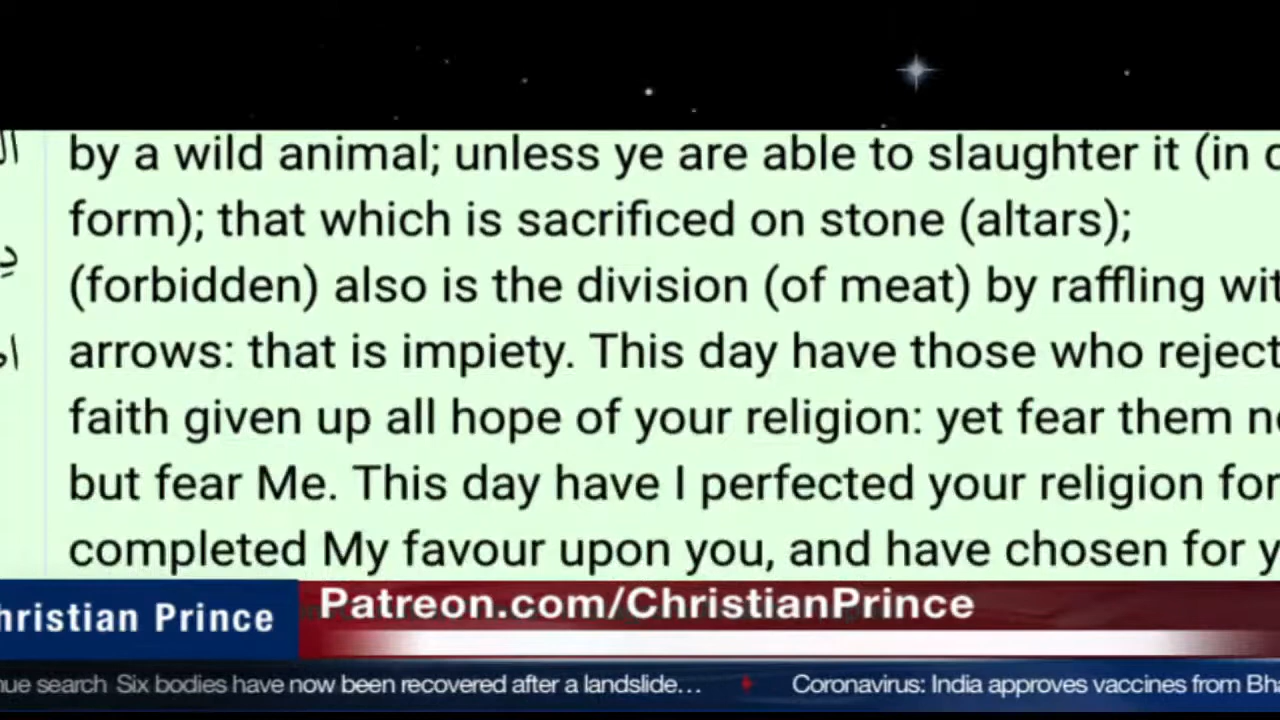 by a wild animal; unless ye are able to slaughter it (in
form); that which is sacrificed on stone (altars);
(forbidden) also is the division (of meat) by raffling
arrows: that is impiety. This day have those who reject
faith given up all hope of your religion: yet fear them
but fear Me. This day have I perfected your religion for
completed My favour upon you, and have chosen for
hristian Prince
Patreon.com/ChristianPrince
nue search Six bodies have now been recovered after a landslide...
Coronavirus: India approves vaccines from Bha